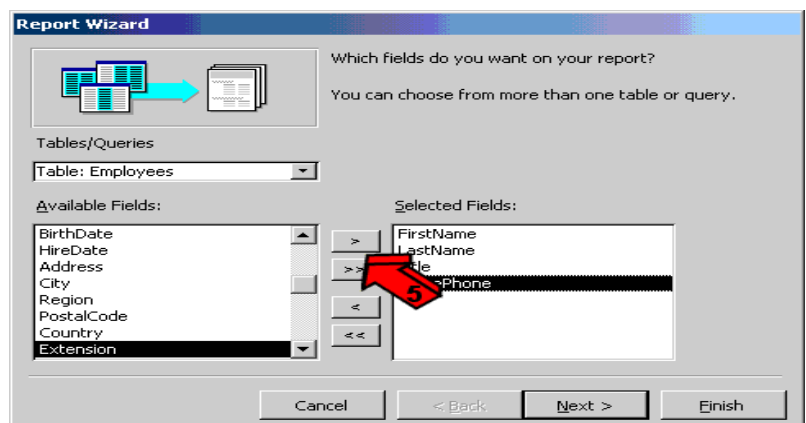 Report Wizard
Which fields do you want on your report?
You can choose from more than one table or query.
Tables/Queries
Table: Employees
Available Fields:
BirthDate
HireDate
Address
City
Region
PostalCode
Country
Extension
>
>>
<
<<
5
Selected Fields:
FirstName
LastName
Cancel
< Back
Next >
Finish